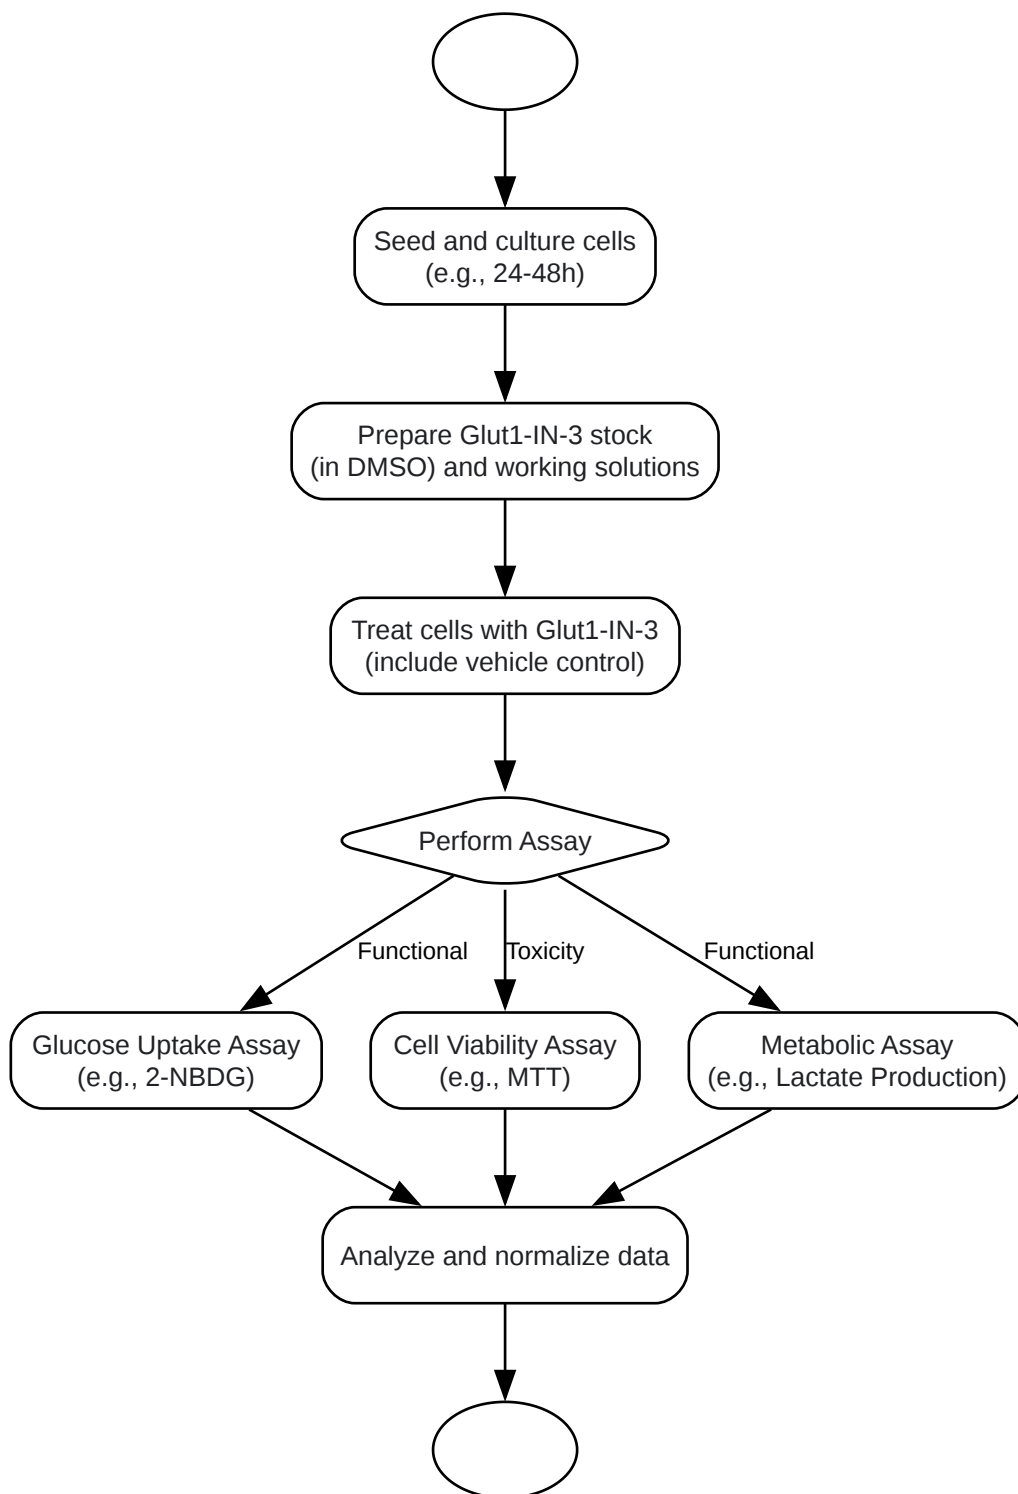 Seed and culture cells
(e.g., 24-48h)
Prepare Glut1-IN-3 stock
(in DMSO) and working solutions
Treat cells with Glut1-IN-3
(include vehicle control)
Perform Assay
Functional
Toxicity
Functional
Glucose Uptake Assay
(e.g., 2-NBDG)
Cell Viability Assay
(e.g., MTT)
Metabolic Assay
(e.g., Lactate Production)
Analyze and normalize data